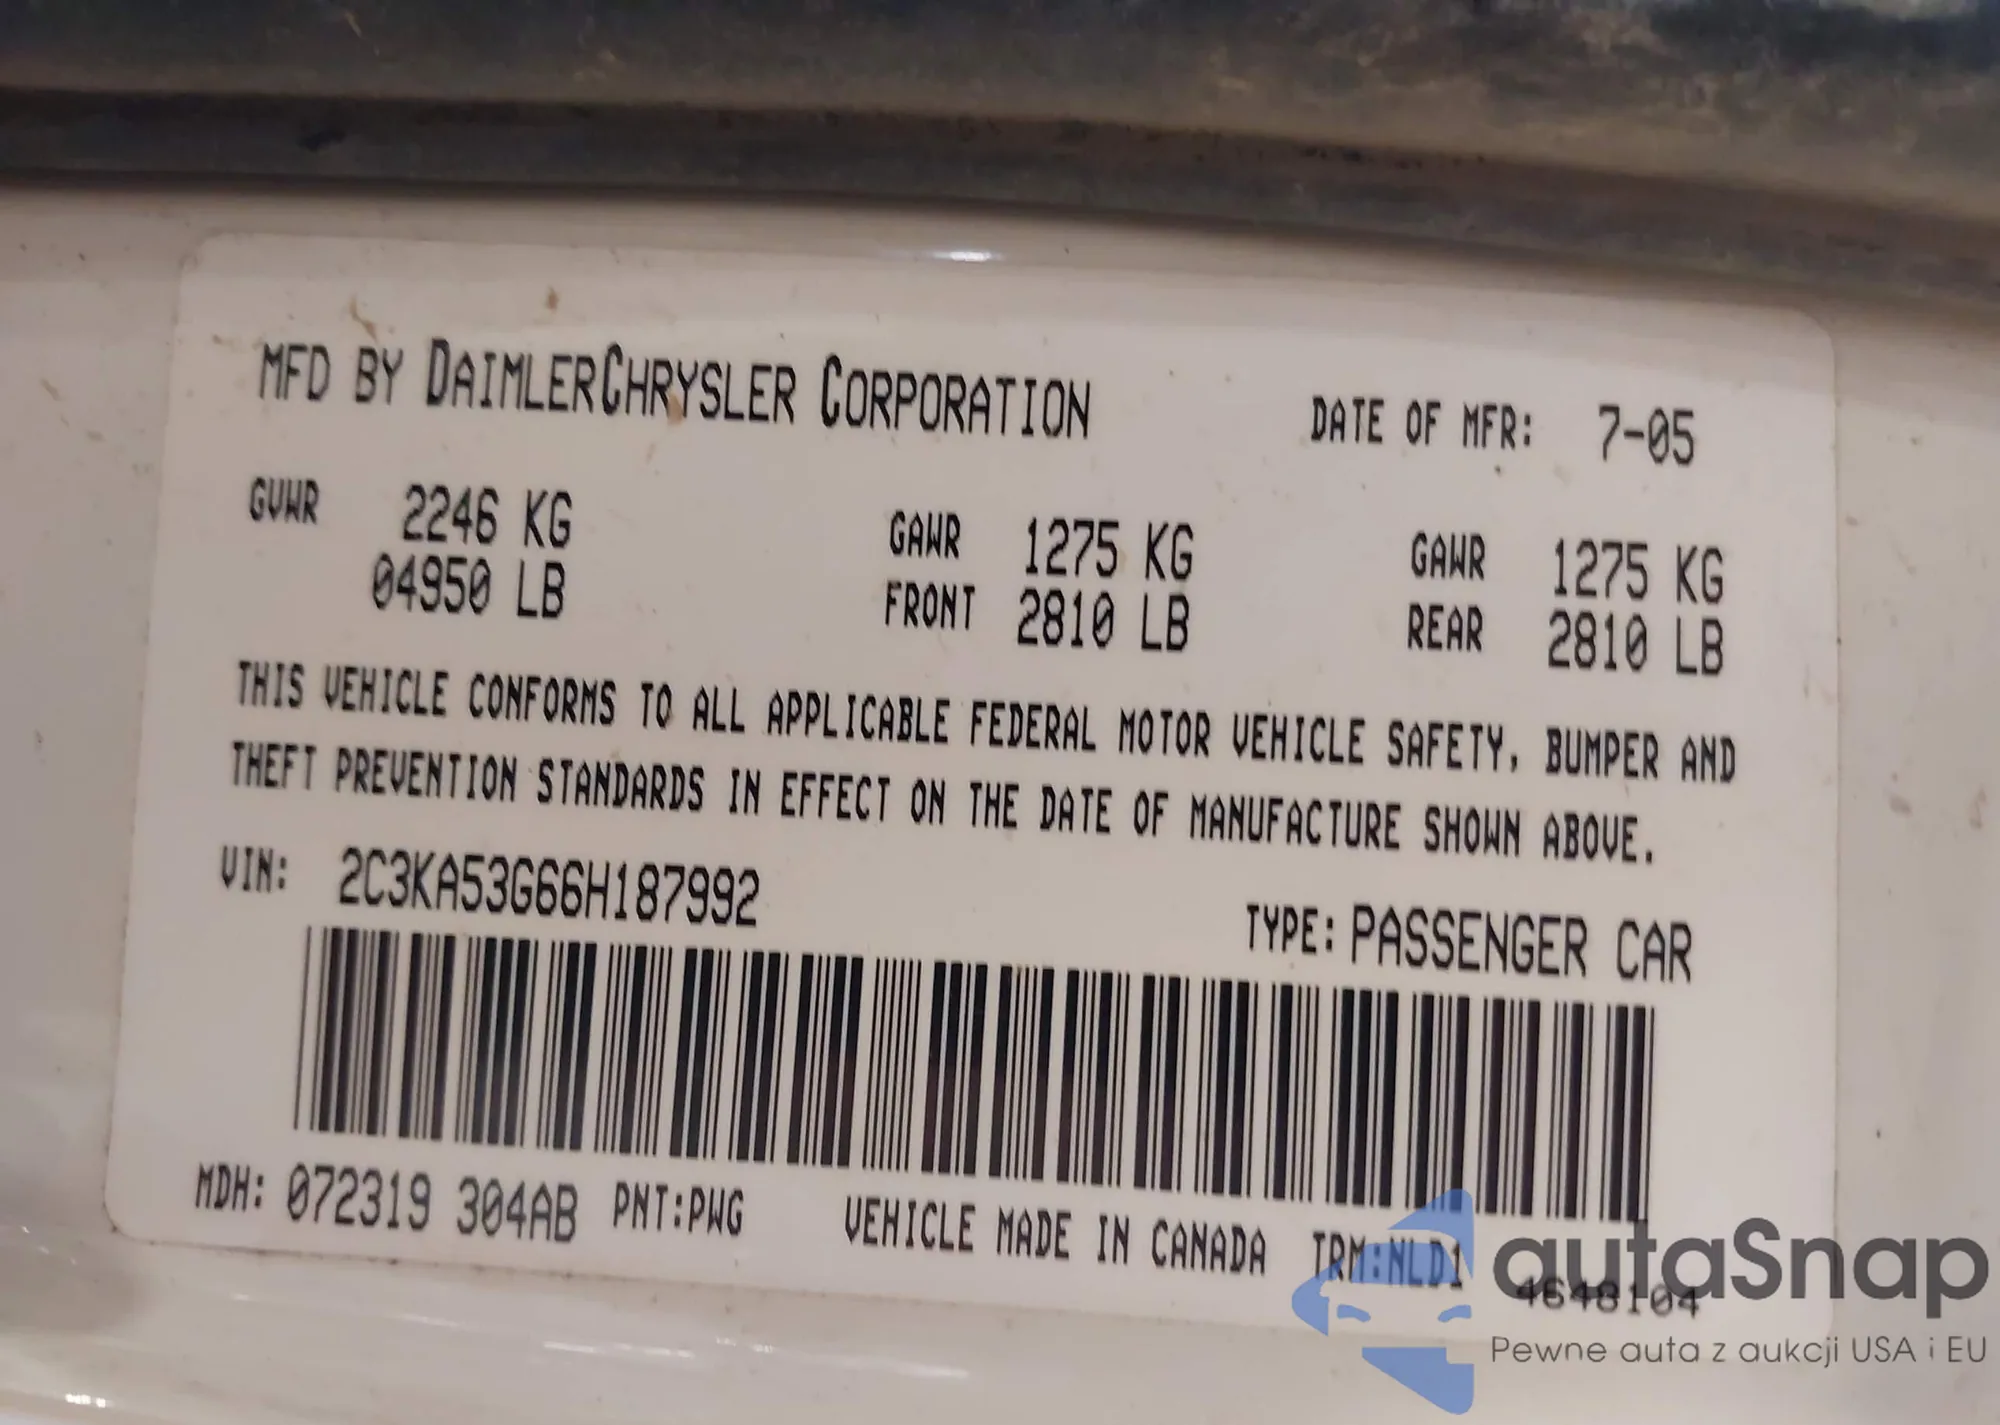 MFD BY DAIMLERCHRYSLER CORPORATION DATE OF MFR: 7-05
GVWR 2246 KG GAWR 1275 KG GAWR 1275 KG
04950 LB FRONT 2810 LB REAR 2810 LB
THIS VEHICLE CONFORMS TO ALL APPLICABLE FEDERAL MOTOR VEHICLE SAFETY, BUMPER AND
THEFT PREVENTION STANDARDS IN EFFECT ON THE DATE OF MANUFACTURE SHOWN ABOVE.
VIN: 2C3KA53G66H187992 TYPE: PASSENGER CAR
MDH: 072319 304AB PNT:PWG VEHICLE MADE IN CANADA TRM:NLD1
4648104
autaSnap
Pewne auta z aukcji USA i EU